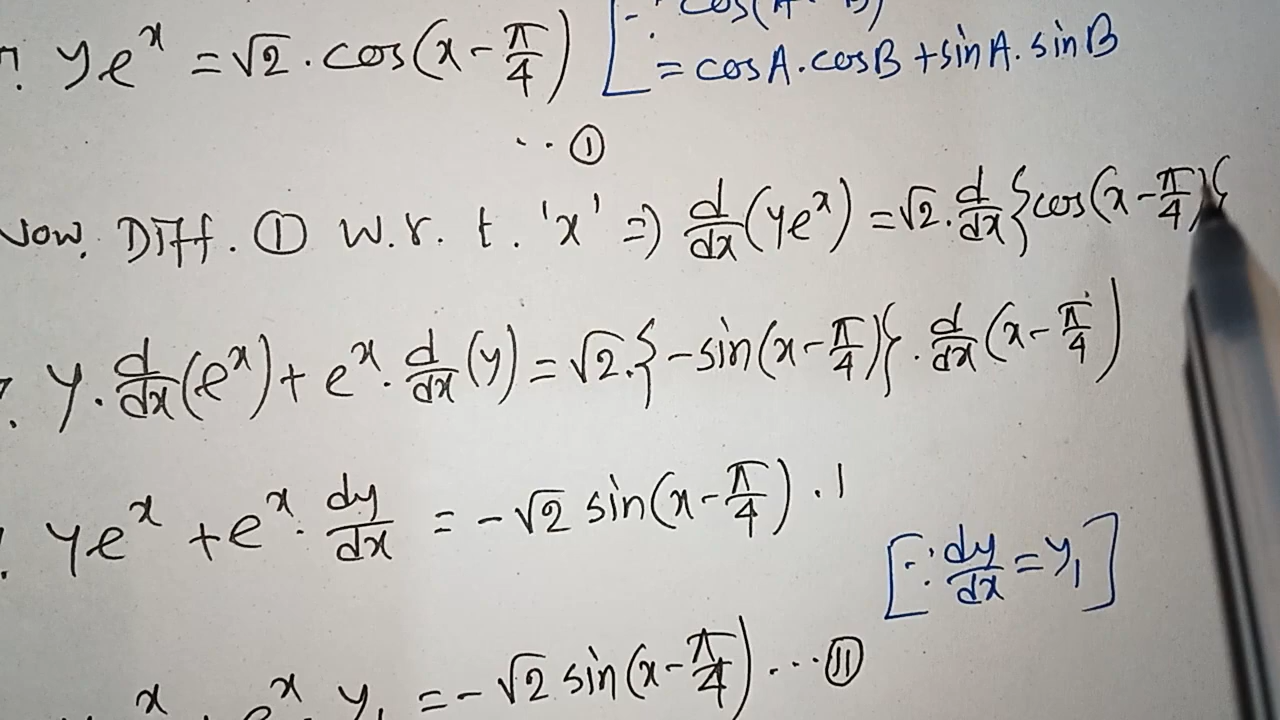 cos(A - B)
ye^x = √2 . cos(x - π/4) [∵ = cosA. cosB + sinA. sinB
... ①
Now. Diff. ① w.r. t. 'x' ⇒ d/dx (ye^x) = √2. d/dx {cos(x - π/4)}
y. d/dx (e^x) + e^x. d/dx (y) = √2. {-sin(x - π/4)} . d/dx (x - π/4)
ye^x + e^x. dy/dx = - √2 sin(x - π/4) . 1
[∵ dy/dx = y₁]
x e^x y₁ = - √2 sin(x - π/4) ... ⑪